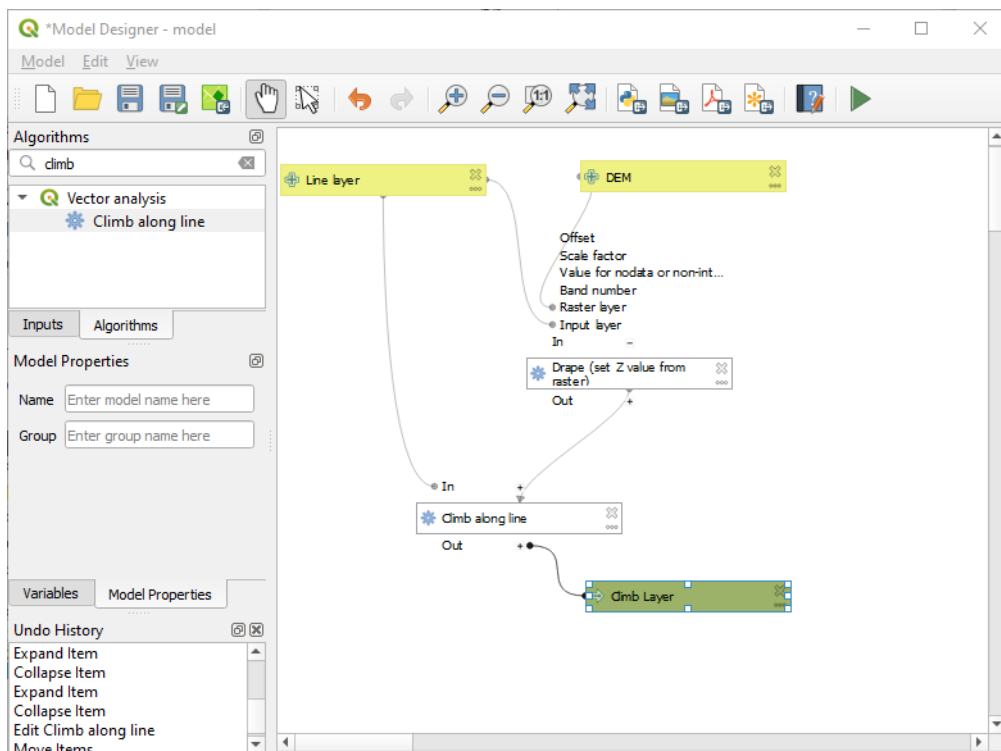 *Model Designer - model
Model Edit View
1:1
Algorithms
climb
Vector analysis
Climb along line
Inputs Algorithms
Model Properties
Name Enter model name here
Group Enter group name here
Variables Model Properties
Undo History
Expand Item
Collapse Item
Expand Item
Collapse Item
Edit Climb along line
Move Items
Line layer
DEM
Offset
Scale factor
Value for nodata or non-int...
Band number
Raster layer
Input layer
In −
Drape (set Z value from
raster)
Out +
In +
Climb along line
Out +
Climb Layer